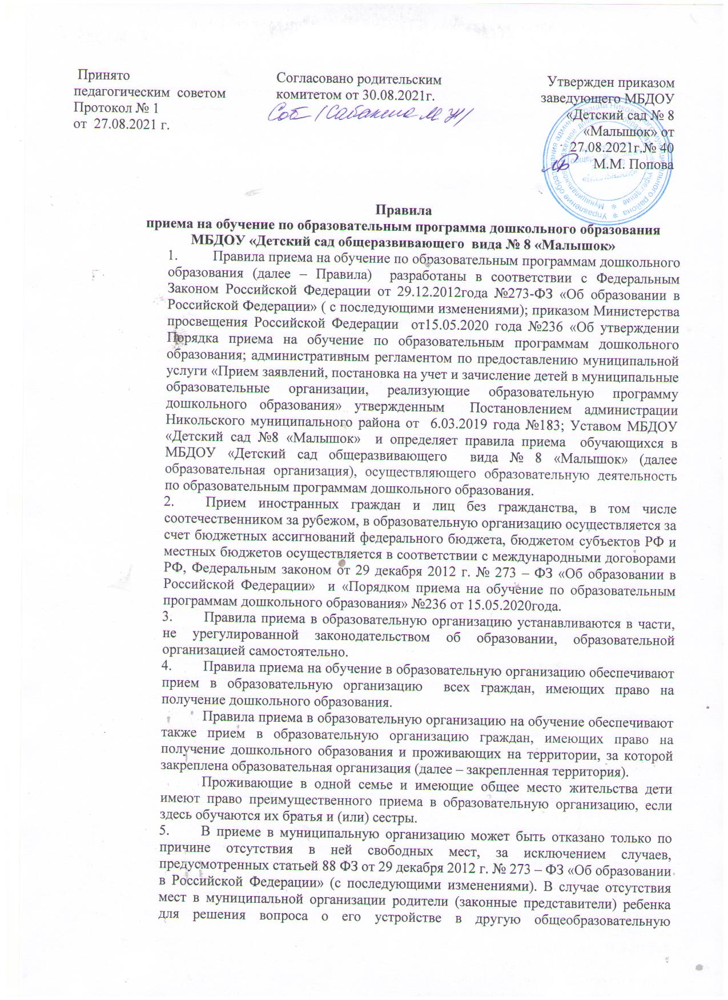 Принято
педагогическим советом
Протокол № 1
от 27.08.2021 г.
Согласовано родительским
комитетом от 30.08.2021г.
Утвержден приказом
заведующего МБДОУ
«Детский сад № 8
«Малышок» от
27.08.2021г.№ 40
М.М. Попова
Правила
приема на обучение по образовательным программа дошкольного образования
МБДОУ «Детский сад общеразвивающего вида № 8 «Малышок»
1. Правила приема на обучение по образовательным программам дошкольного
образования (далее – Правила) разработаны в соответствии с Федеральным
Законом Российской Федерации от 29.12.2012года №273-ФЗ «Об образовании в
Российской Федерации» ( с последующими изменениями); приказом Министерства
просвещения Российской Федерации от15.05.2020 года №236 «Об утверждении
Порядка приема на обучение по образовательным программам дошкольного
образования; административным регламентом по предоставлению муниципальной
услуги «Прием заявлений, постановка на учет и зачисление детей в муниципальные
образовательные организации, реализующие образовательную программу
дошкольного образования» утвержденным Постановлением администрации
Никольского муниципального района от 6.03.2019 года №183; Уставом МБДОУ
«Детский сад №8 «Малышок» и определяет правила приема обучающихся в
МБДОУ «Детский сад общеразвивающего вида № 8 «Малышок» (далее
образовательная организация), осуществляющего образовательную деятельность
по образовательным программам дошкольного образования.
2. Прием иностранных граждан и лиц без гражданства, в том числе
соотечественником за рубежом, в образовательную организацию осуществляется за
счет бюджетных ассигнований федерального бюджета, бюджетом субъектов РФ и
местных бюджетов осуществляется в соответствии с международными договорами
РФ, Федеральным законом от 29 декабря 2012 г. № 273 – ФЗ «Об образовании в
Российской Федерации» и «Порядком приема на обучение по образовательным
программам дошкольного образования» №236 от 15.05.2020года.
3. Правила приема в образовательную организацию устанавливаются в части,
не урегулированной законодательством об образовании, образовательной
организацией самостоятельно.
4. Правила приема на обучение в образовательную организацию обеспечивают
прием в образовательную организацию всех граждан, имеющих право на
получение дошкольного образования.
Правила приема в образовательную организацию на обучение обеспечивают
также прием в образовательную организацию граждан, имеющих право на
получение дошкольного образования и проживающих на территории, за которой
закреплена образовательная организация (далее – закрепленная территория).
Проживающие в одной семье и имеющие общее место жительства дети
имеют право преимущественного приема в образовательную организацию, если
здесь обучаются их братья и (или) сестры.
5. В приеме в муниципальную организацию может быть отказано только по
причине отсутствия в ней свободных мест, за исключением случаев,
предусмотренных статьей 88 ФЗ от 29 декабря 2012 г. № 273 – ФЗ «Об образовании
в Российской Федерации» (с последующими изменениями). В случае отсутствия
мест в муниципальной организации родители (законные представители) ребенка
для решения вопроса о его устройстве в другую общеобразовательную